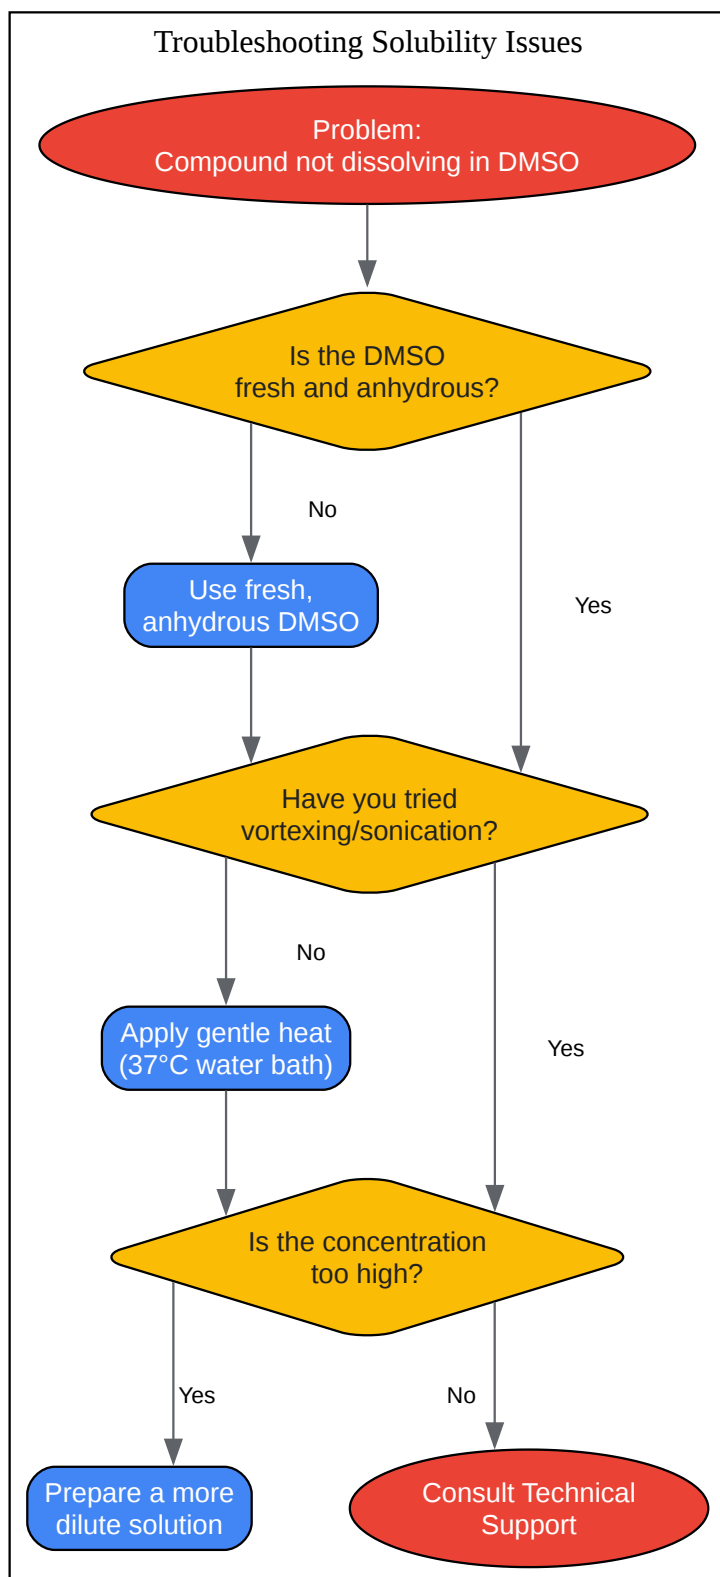 Troubleshooting Solubility Issues
Problem:
Compound not dissolving in DMSO
Is the DMSO
fresh and anhydrous?
No
Use fresh,
anhydrous DMSO
Yes
Have you tried
vortexing/sonication?
No
Apply gentle heat
(37°C water bath)
Yes
Is the concentration
too high?
Yes
No
Prepare a more
dilute solution
Consult Technical
Support